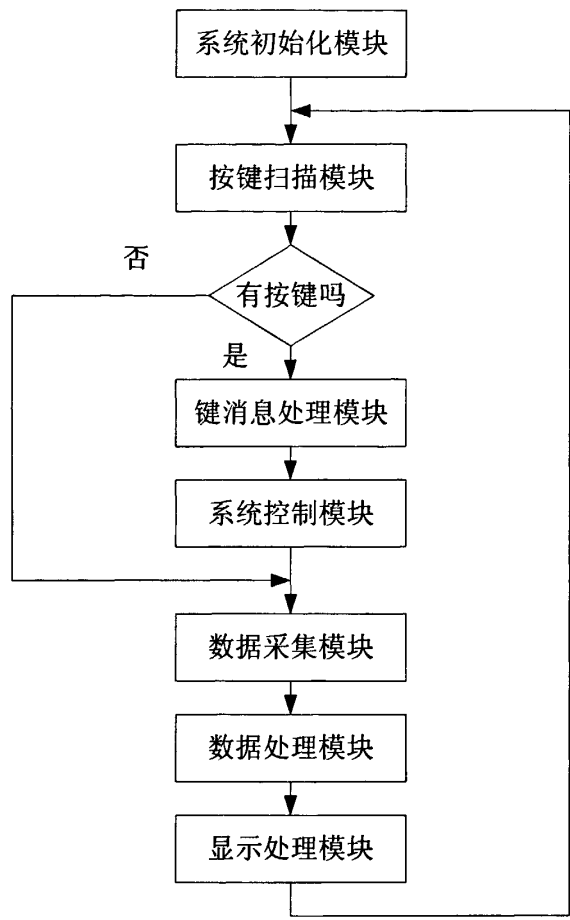 系统初始化模块
按键扫描模块
否
有按键吗
是
键消息处理模块
系统控制模块
数据采集模块
数据处理模块
显示处理模块